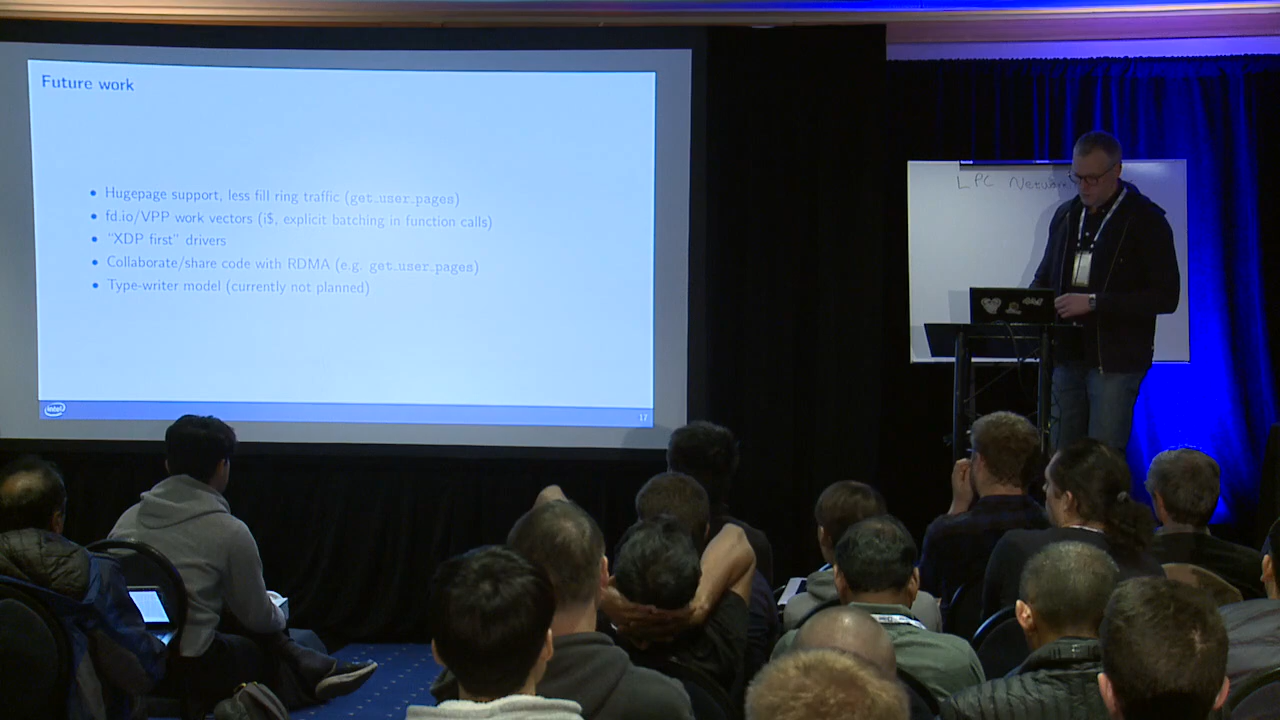 Future work
• Hugepage support, less fill ring traffic (get_user_pages)
• fd.io/VPP work vectors (i$, explicit batching in function calls)
• "XDP first" drivers
• Collaborate/share code with RDMA (e.g. get_user_pages)
• Type-writer model (currently not planned)
intel
17
LPC Network